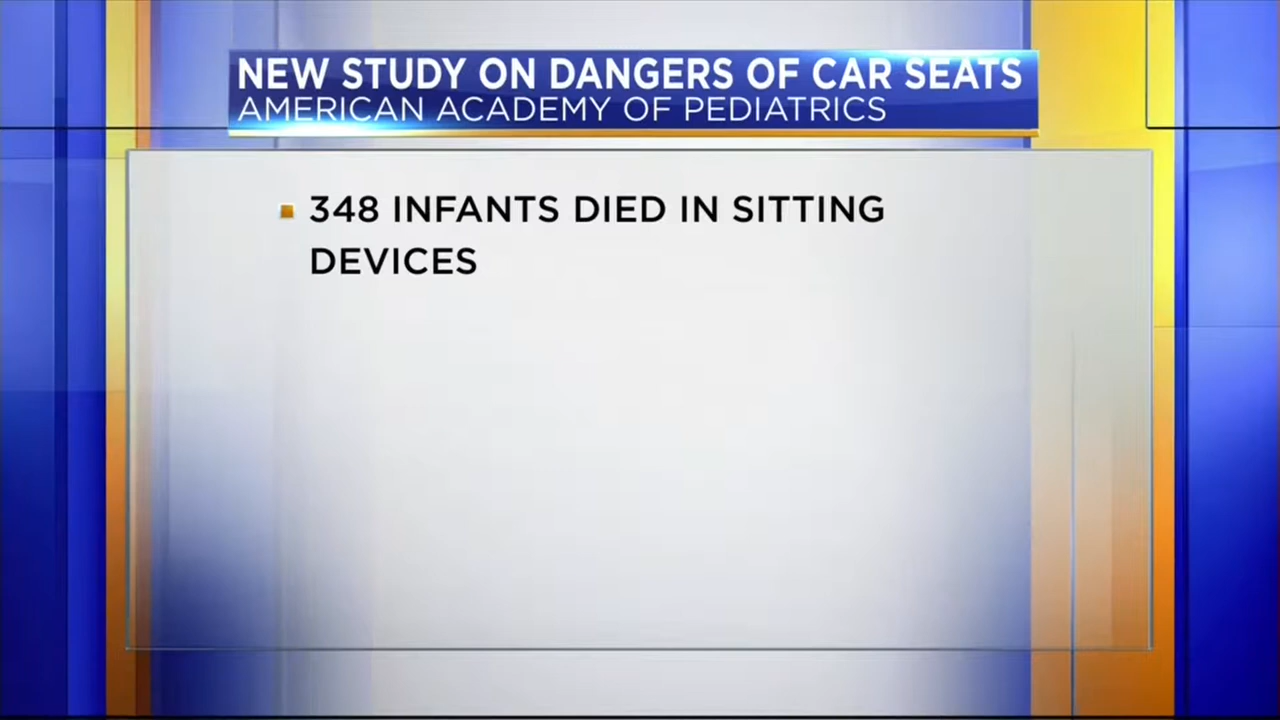 NEW STUDY ON DANGERS OF CAR SEATS
AMERICAN ACADEMY OF PEDIATRICS
348 INFANTS DIED IN SITTING
DEVICES